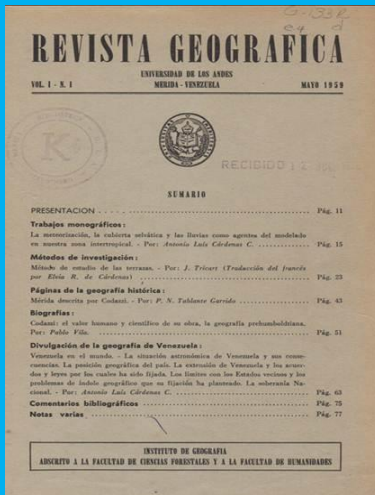 REVISTA GEOGRAFICA
UNIVERSIDAD DE LOS ANDES
VOL. I - N. 1 MERIDA - VENEZUELA MAYO 1959
RECIBIDO
SUMARIO
PRESENTACION . . . . Pág. 11
Trabajos monográficos:
La meteorización, la cubierta selvática y las lluvias como agentes del modelado
en nuestra zona intertropical. - Por: Antonio Luis Cárdenas C. Pág. 15
Métodos de investigación:
Método de estudio de las terrazas. - Por: J. Tricart (Traducción del francés
por Elvia R. de Cárdenas) Pág. 23
Páginas de la geografía histórica:
Mérida descrita por Codazzi. - Por: P. N. Tablante Garrido Pág. 43
Biografías:
Codazzi: el valor humano y científico de su obra, la geografía prehumboldtiana.
Por: Pablo Vila. Pág. 51
Divulgación de la geografía de Venezuela:
Venezuela en el mundo. - La situación astronómica de Venezuela y sus conse-
cuencias. La posición geográfica del país. La extensión de Venezuela y los acuer-
dos y leyes por los cuales ha sido fijada. Los límites con los Estados vecinos y los
problemas de índole geográfico que su fijación ha planteado. La soberanía Na-
cional. - Por: Antonio Luis Cárdenas C. Pág. 63
Comentarios bibliográficos Pág. 75
Notas varias Pág. 77
INSTITUTO DE GEOGRAFIA
ADSCRITO A LA FACULTAD DE CIENCIAS FORESTALES Y A LA FACULTAD DE HUMANIDADES